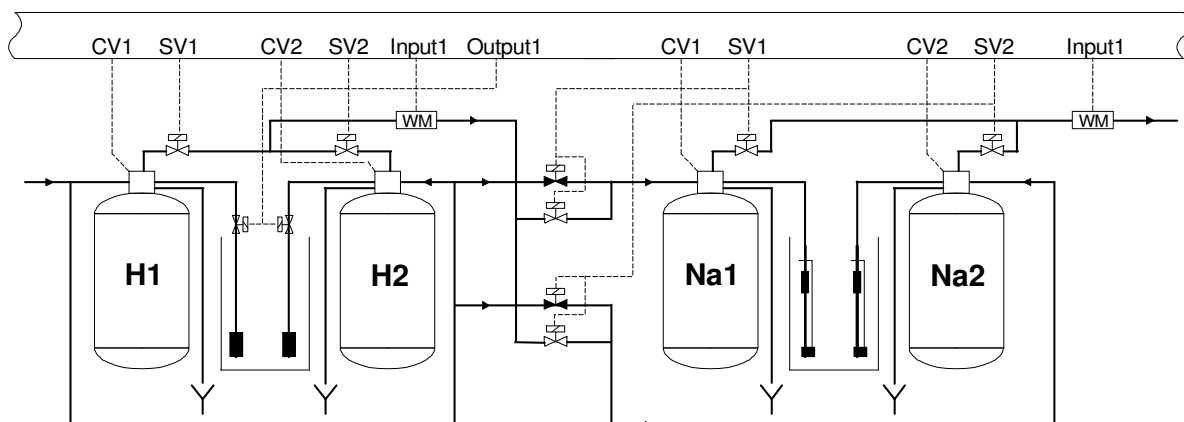 CV1 SV1 CV2 SV2 Input1 Output1 CV1 SV1 CV2 SV2 Input1
WM WM
H1 H2 Na1 Na2